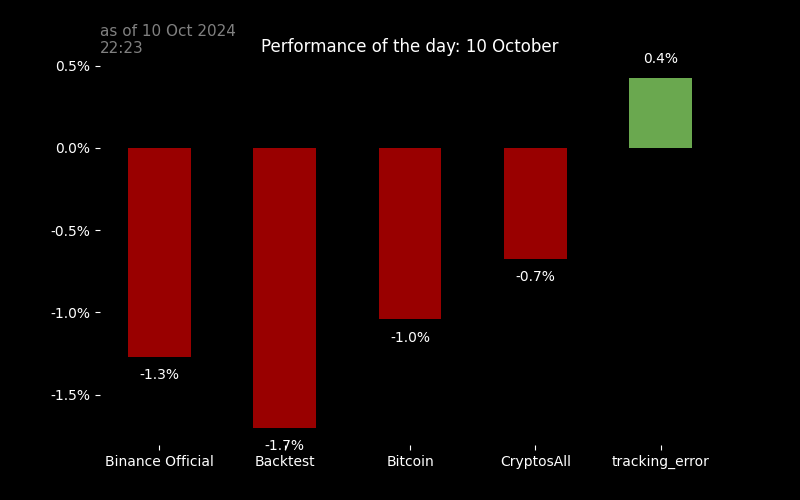 as of 10 Oct 2024
22:23
Performance of the day: 10 October
0.5%
0.0%
-0.5%
-1.0%
-1.5%
0.4%
-1.3%
-1.7%
-1.0%
-0.7%
Binance Official
Backtest
Bitcoin
CryptosAll
tracking_error